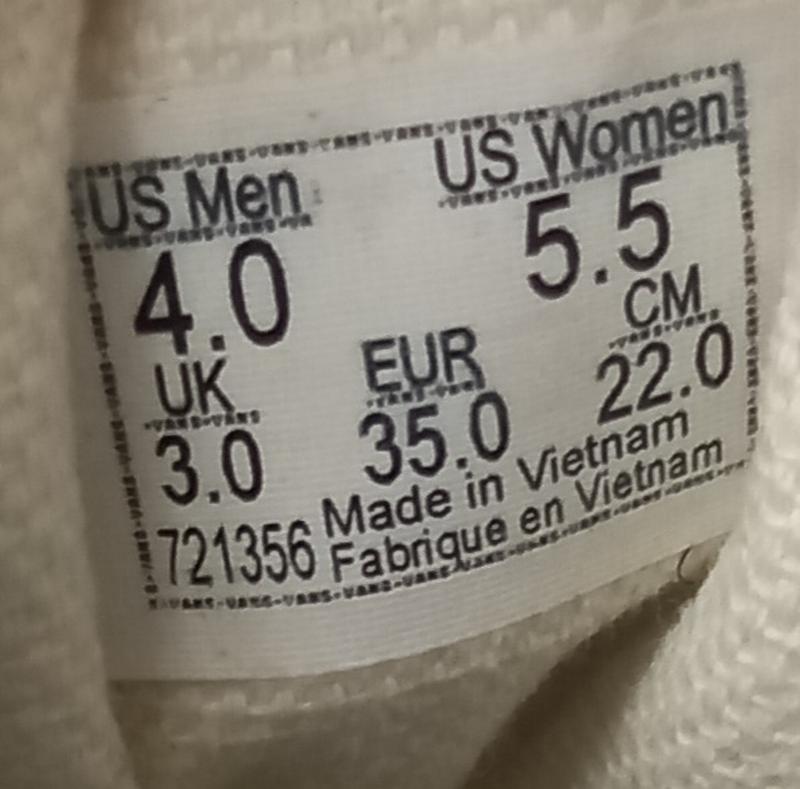 US Men US Women
4.0 5.5
UK EUR CM
3.0 35.0 22.0
721356 Made in Vietnam
Fabrique en Vietnam